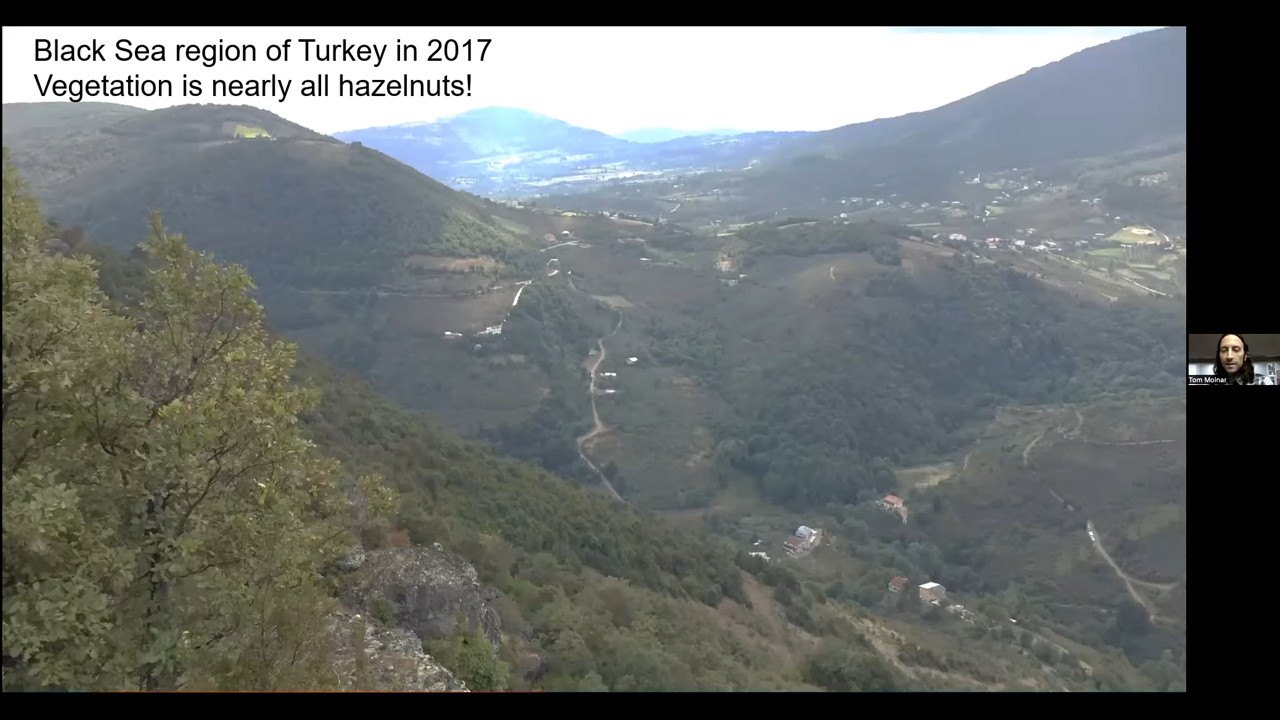 Black Sea region of Turkey in 2017
Vegetation is nearly all hazelnuts!
Tom Molnar